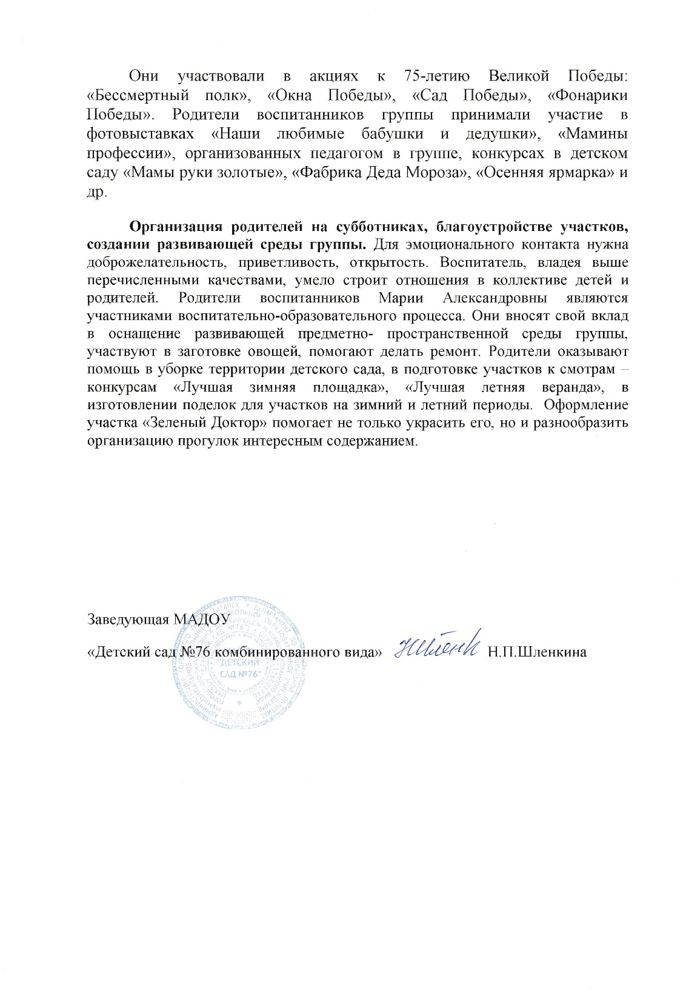 Они участвовали в акциях к 75-летию Великой Победы:
«Бессмертный полк», «Окна Победы», «Сад Победы», «Фонарики
Победы». Родители воспитанников группы принимали участие в
фотовыставках «Наши любимые бабушки и дедушки», «Мамины
профессии», организованных педагогом в группе, конкурсах в детском
саду «Мамы руки золотые», «Фабрика Деда Мороза», «Осенняя ярмарка» и
др.
Организация родителей на субботниках, благоустройстве участков,
создании развивающей среды группы. Для эмоционального контакта нужна
доброжелательность, приветливость, открытость. Воспитатель, владея выше
перечисленными качествами, умело строит отношения в коллективе детей и
родителей. Родители воспитанников Марии Александровны являются
участниками воспитательно-образовательного процесса. Они вносят свой вклад
в оснащение развивающей предметно- пространственной среды группы,
участвуют в заготовке овощей, помогают делать ремонт. Родители оказывают
помощь в уборке территории детского сада, в подготовке участков к смотрам –
конкурсам «Лучшая зимняя площадка», «Лучшая летняя веранда», в
изготовлении поделок для участков на зимний и летний периоды. Оформление
участка «Зеленый Доктор» помогает не только украсить его, но и разнообразить
организацию прогулок интересным содержанием.
Заведующая МАДОУ
«Детский сад №76 комбинированного вида» Н.П.Шленкина
"ДЕТСКИЙ
САД №76"